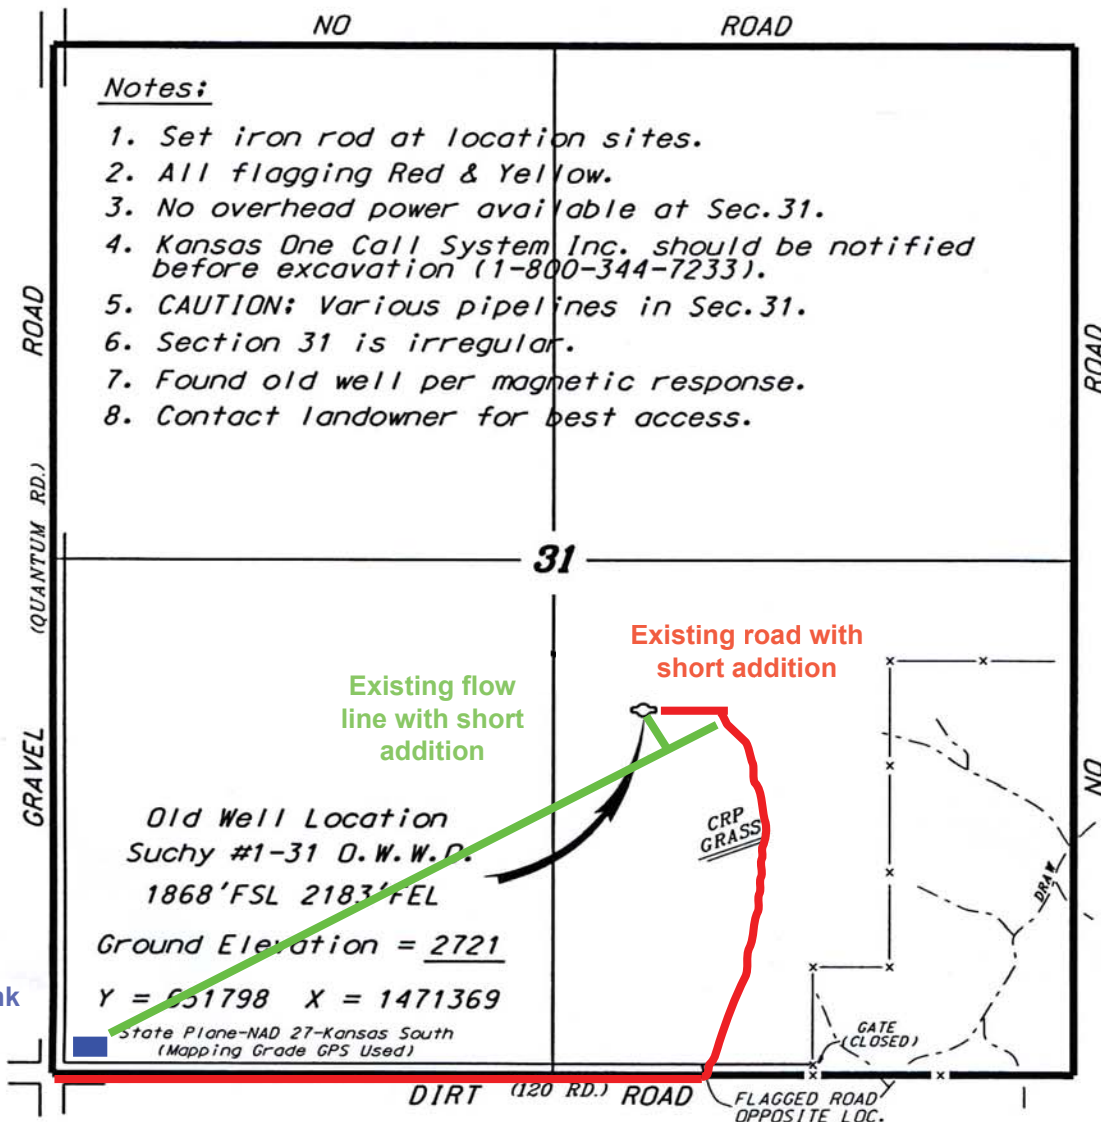 NO ROAD
Notes:
1. Set iron rod at location sites.
2. All flagging Red & Yellow.
3. No overhead power available at Sec.31.
4. Kansas One Call System Inc. should be notified
before excavation (1-800-344-7233).
5. CAUTION: Various pipelines in Sec.31.
6. Section 31 is irregular.
7. Found old well per magnetic response.
8. Contact landowner for best access.
GRAVEL (QUANTUM RD.) ROAD
NO ROAD
31
Existing road with
short addition
Existing flow
line with short
addition
CRP
GRASS
DRAW
Old Well Location
Suchy #1-31 O.W.W.O.
1868'FSL 2183'FEL
Ground Elevation = 2721
Y = 651798 X = 1471369
State Plane-NAD 27-Kansas South
(Mapping Grade GPS Used)
GATE
(CLOSED)
DIRT (120 RD.) ROAD
FLAGGED ROAD
OPPOSITE LOC.